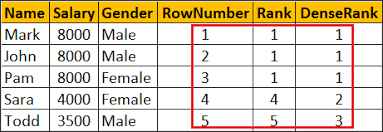 Name Salary Gender RowNumber Rank DenseRank
Mark 8000 Male 1 1 1
John 8000 Male 2 1 1
Pam 8000 Female 3 1 1
Sara 4000 Female 4 4 2
Todd 3500 Male 5 5 3